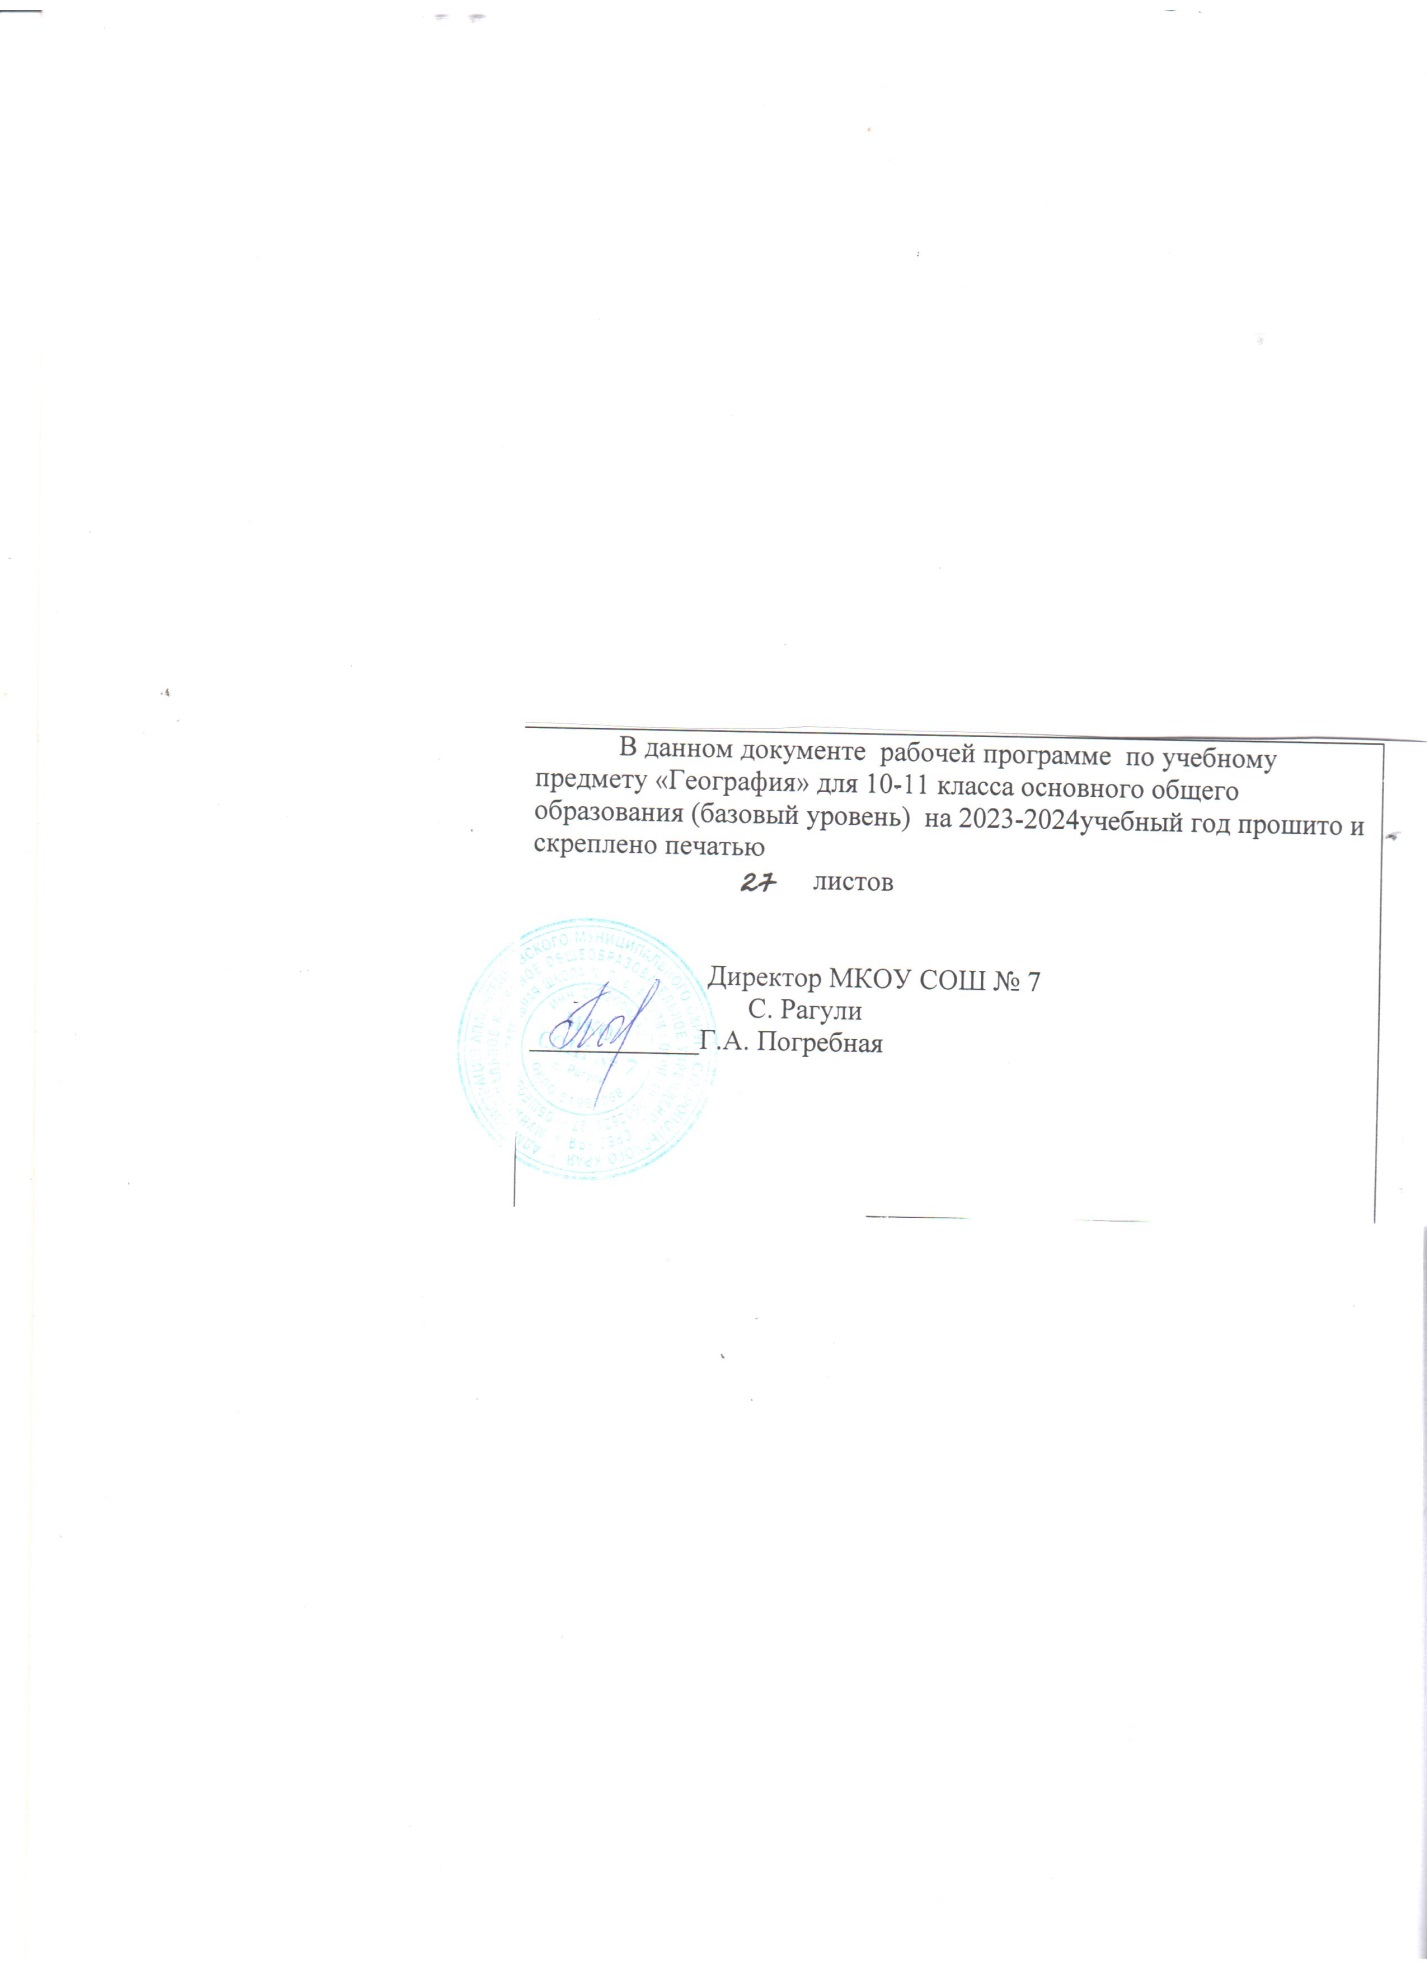 В данном документе рабочей программе по учебному
предмету «География» для 10-11 класса основного общего
образования (базовый уровень) на 2023-2024учебный год прошито и
скреплено печатью
27 листов
Директор МКОУ СОШ № 7
С. Рагули
Г.А. Погребная